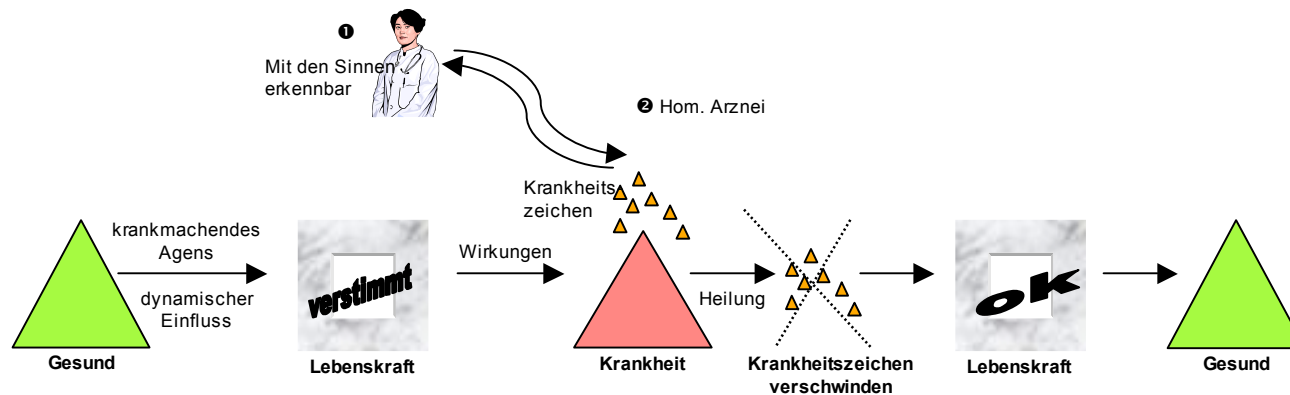 ❶
Mit den Sinnen
erkennbar
❷ Hom. Arznei
Krankheits
zeichen
krankmachendes
Agens
dynamischer
Einfluss
Gesund
verstimmt
Lebenskraft
Wirkungen
Krankheit
Heilung
Krankheitszeichen
verschwinden
OK
Lebenskraft
Gesund